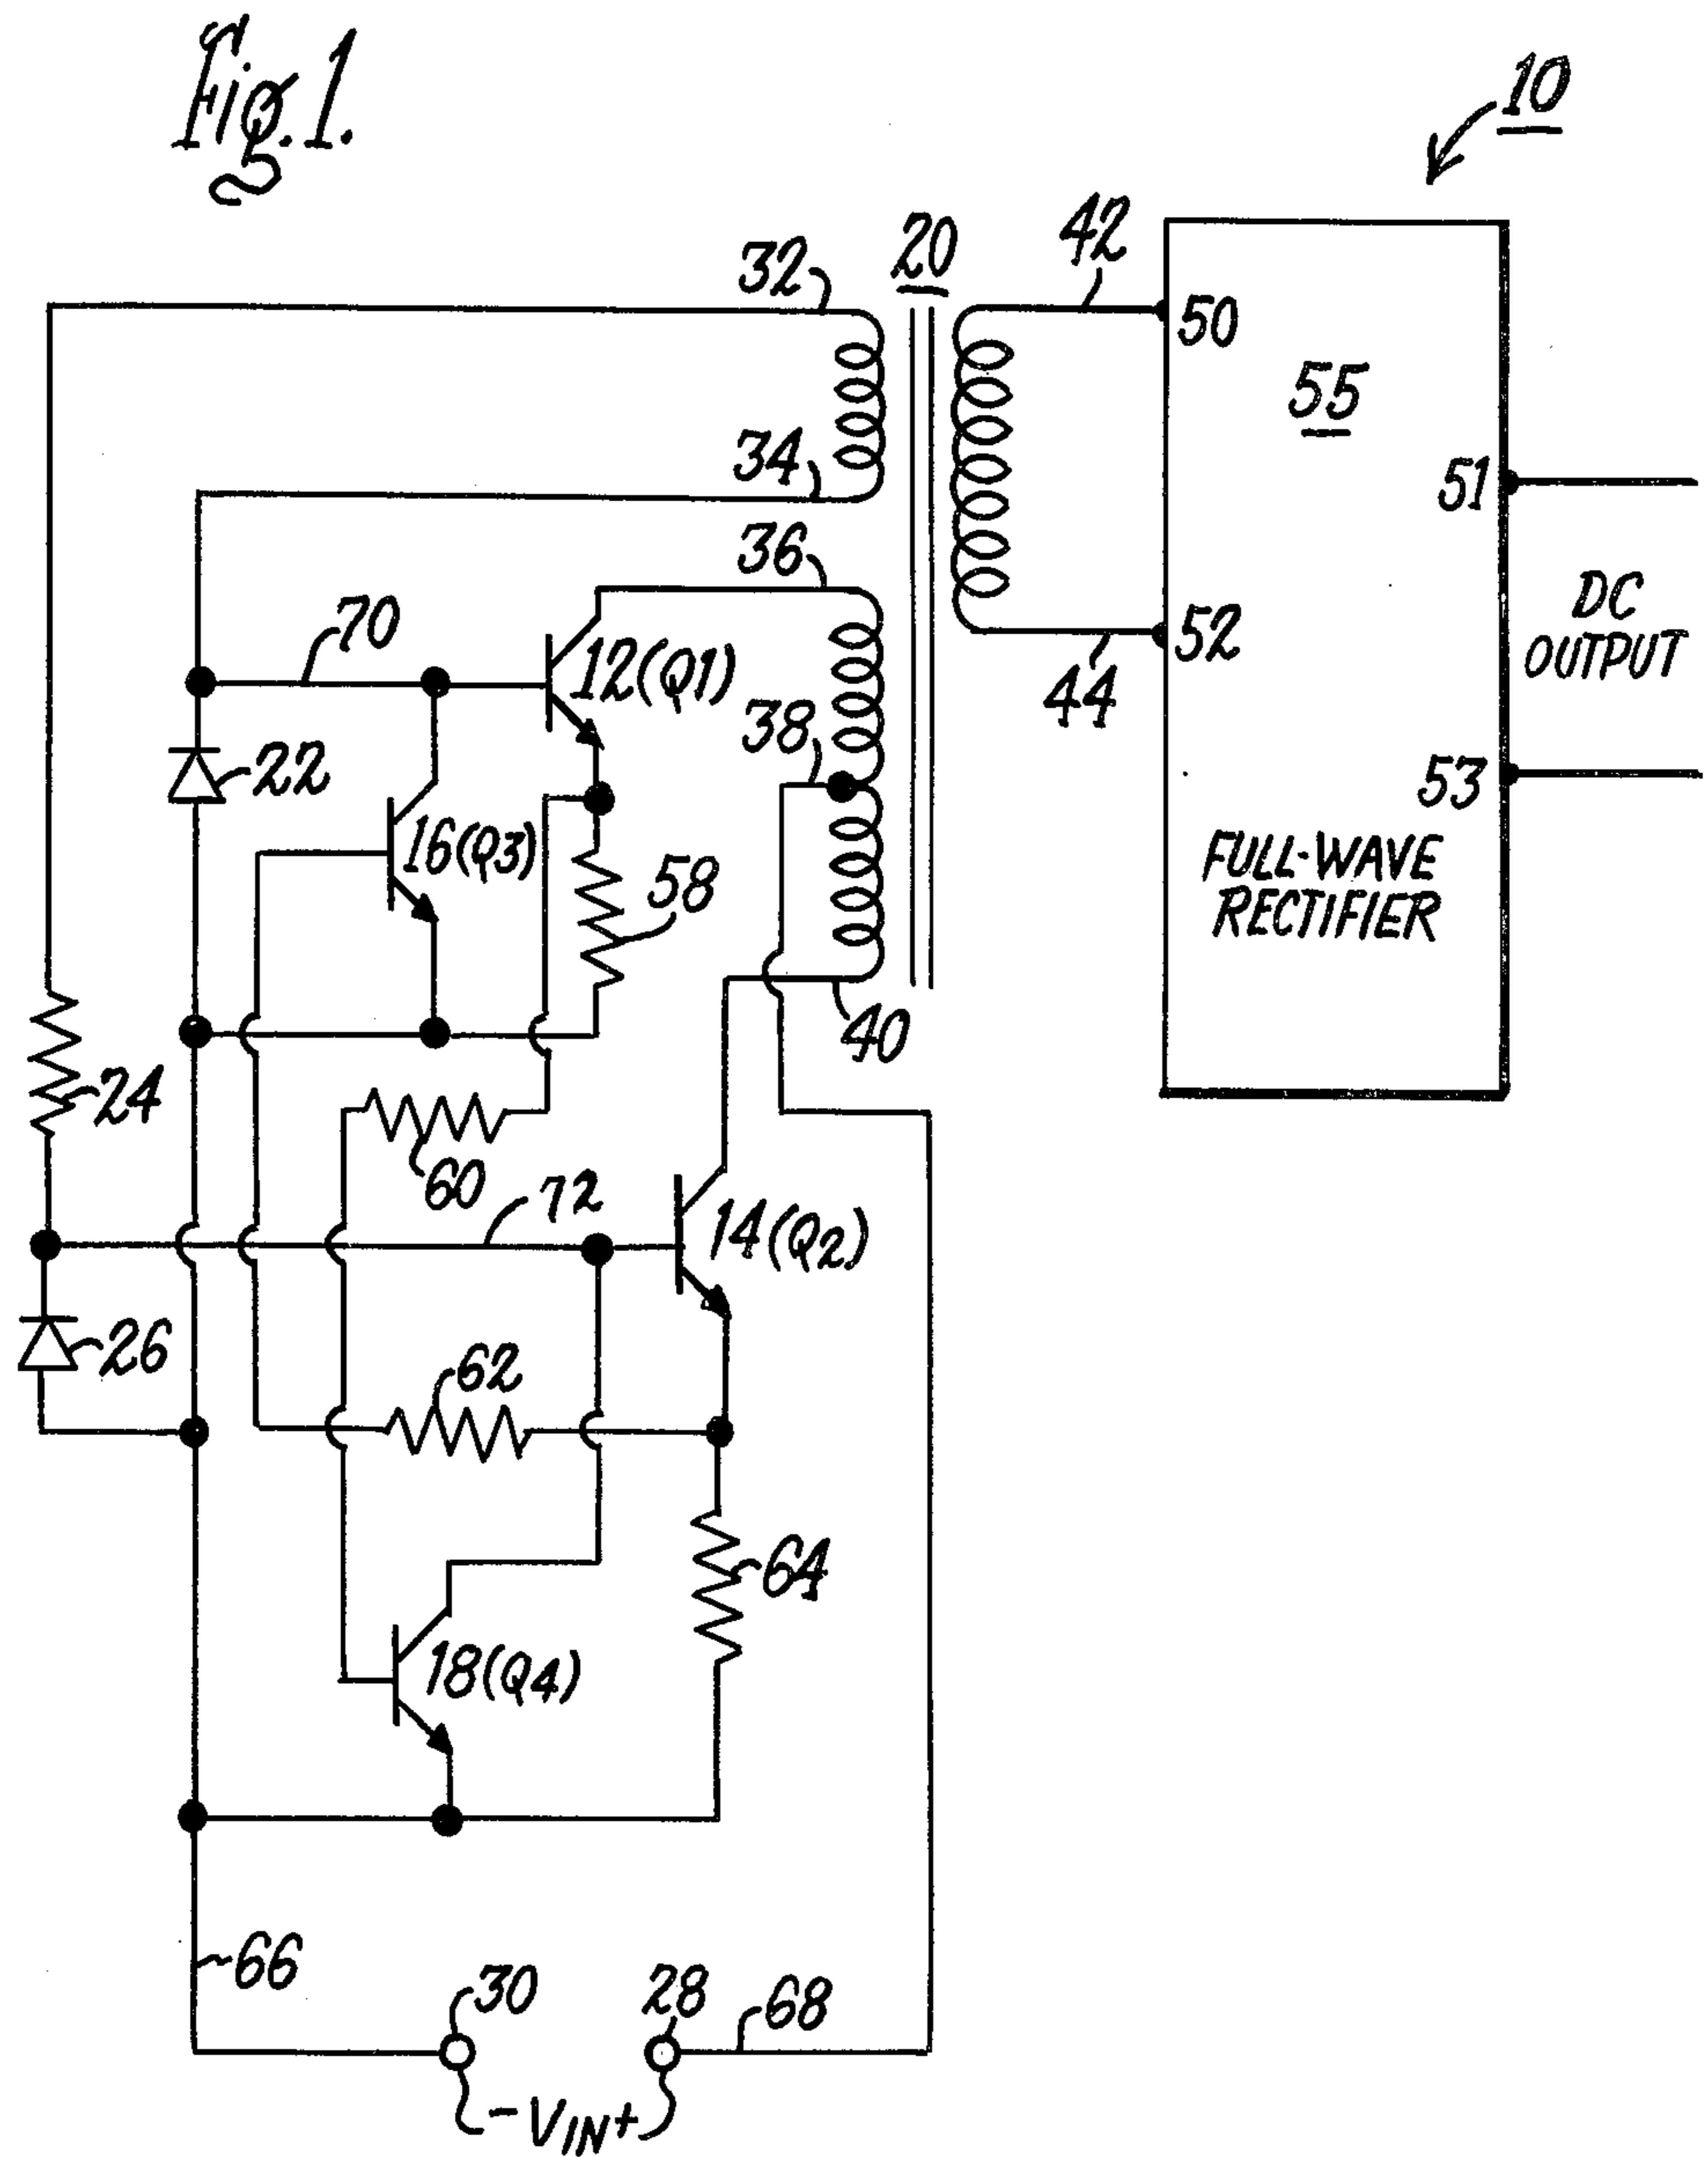 Fig. 1.
10
20
42
32
50
55
34
51
36
DC
OUTPUT
70
52
12(Q1)
44
38
22
53
16(Q3)
58
FULL-WAVE
RECTIFIER
40
24
60
72
14(Q2)
26
62
64
18(Q4)
66
30
28
68
- VIN +